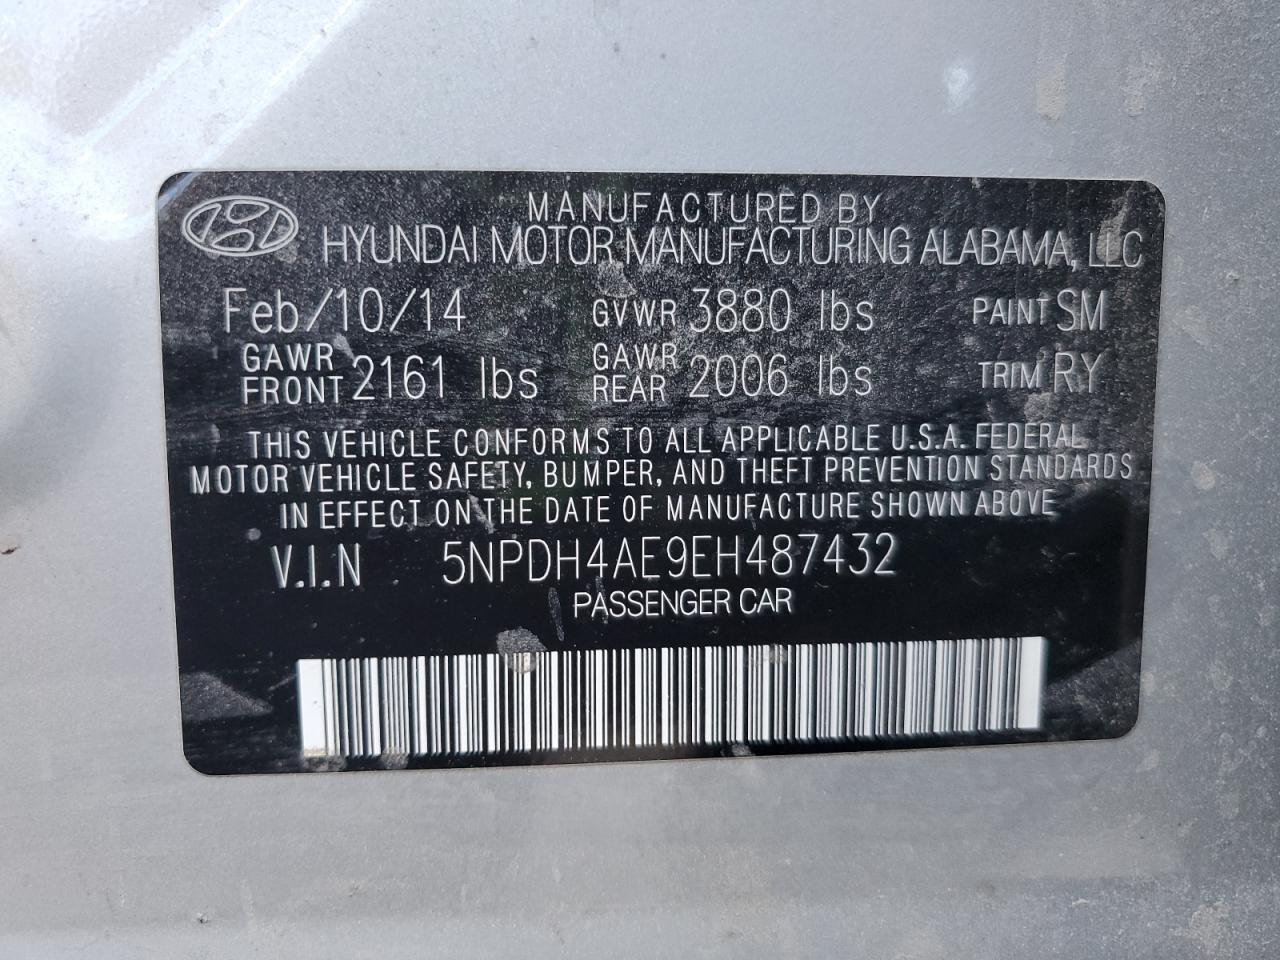 MANUFACTURED BY
HYUNDAI MOTOR MANUFACTURING ALABAMA, LLC
Feb/10/14 GVWR 3880 lbs PAINT SM
GAWR FRONT 2161 lbs GAWR REAR 2006 lbs TRIM RY
THIS VEHICLE CONFORMS TO ALL APPLICABLE U.S.A. FEDERAL
MOTOR VEHICLE SAFETY, BUMPER, AND THEFT PREVENTION STANDARDS
IN EFFECT ON THE DATE OF MANUFACTURE SHOWN ABOVE
V.I.N 5NPDH4AE9EH487432
PASSENGER CAR